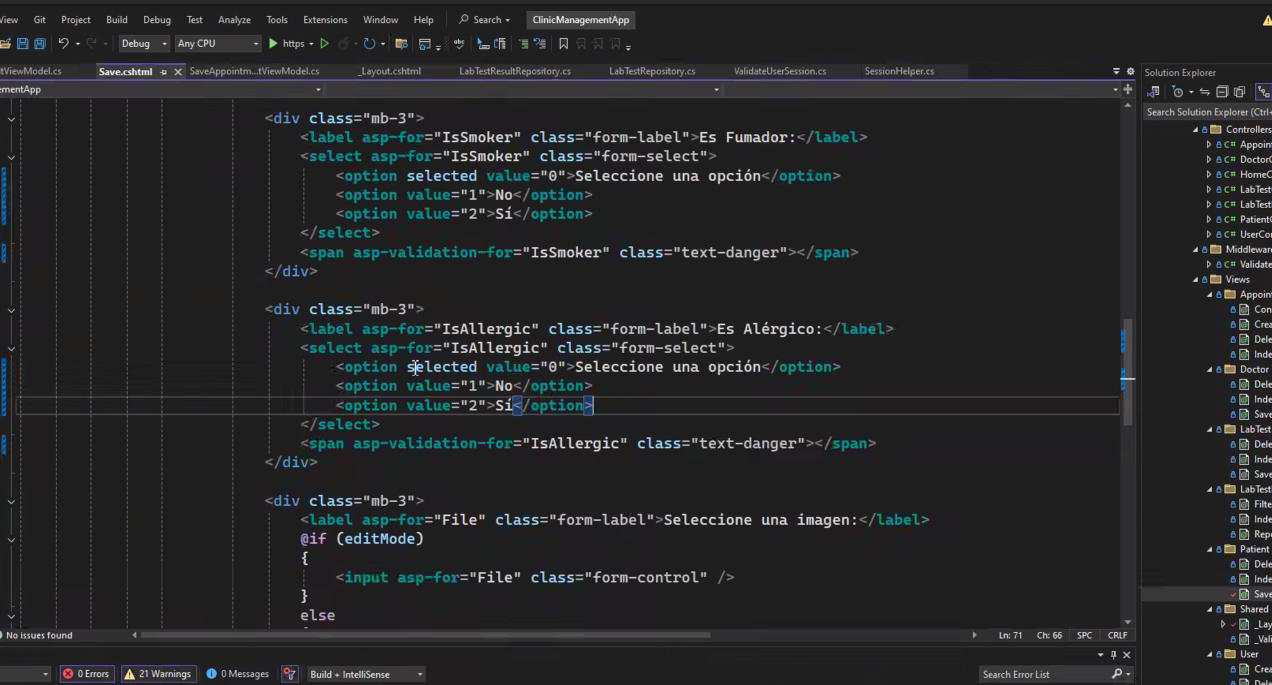 View Git Project Build Debug Test Analyze Tools Extensions Window Help Search ClinicManagementApp
Debug Any CPU https
tViewModel.cs Save.cshtml SaveAppointm...tViewModel.cs _Layout.cshtml LabTestResultRepository.cs LabTestRepository.cs ValidateUserSession.cs SessionHelper.cs
ementApp
<div class="mb-3">
<label asp-for="IsSmoker" class="form-label">Es Fumador:</label>
<select asp-for="IsSmoker" class="form-select">
<option selected value="0">Seleccione una opción</option>
<option value="1">No</option>
<option value="2">Sí</option>
</select>
<span asp-validation-for="IsSmoker" class="text-danger"></span>
</div>
<div class="mb-3">
<label asp-for="IsAllergic" class="form-label">Es Alérgico:</label>
<select asp-for="IsAllergic" class="form-select">
<option selected value="0">Seleccione una opción</option>
<option value="1">No</option>
<option value="2">Sí</option>
</select>
<span asp-validation-for="IsAllergic" class="text-danger"></span>
</div>
<div class="mb-3">
<label asp-for="File" class="form-label">Seleccione una imagen:</label>
@if (editMode)
{
<input asp-for="File" class="form-control" />
}
else
No issues found Ln: 71 Ch: 66 SPC CRLF
0 Errors 21 Warnings 0 Messages Build + IntelliSense Search Error List
Solution Explorer
Search Solution Explorer (Ctrl+
Controllers
C# Appoin
C# DoctorC
C# HomeC
C# LabTest
C# LabTest
C# PatientC
C# UserCon
Middleware
C# Validate
Views
Appoin
Con
Crea
Dele
Inde
Doctor
Dele
Inde
Save
LabTest
Dele
Inde
Save
LabTest
Filte
Inde
Repo
Patient
Dele
Inde
Save
Shared
_Lay
_Vali
User
Crea
Dele